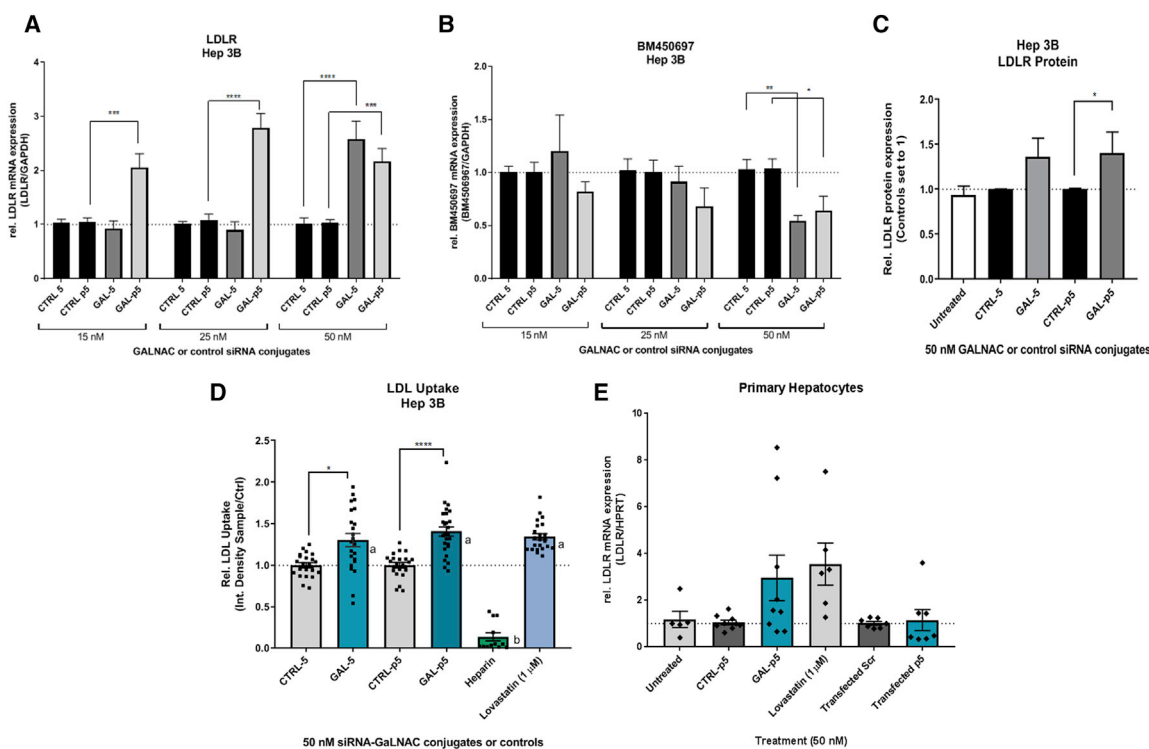 A
LDLR
Hep 3B
rel. LDLR mRNA expression
(LDLR/GAPDH)
4
3
2
1
0
***
****
****
***
CTRL 5
CTRL p5
GAL-5
GAL-p5
CTRL 5
CTRL p5
GAL-5
GAL-p5
CTRL 5
CTRL p5
GAL-5
GAL-p5
15 nM
25 nM
50 nM
GALNAC or control siRNA conjugates
B
BM450697
Hep 3B
rel. BM450697 mRNA expression
(BM4506967/GAPDH)
2.0
1.5
1.0
0.5
0.0
**
*
CTRL 5
CTRL p5
GAL-5
GAL-p5
CTRL 5
CTRL p5
GAL-5
GAL-p5
CTRL 5
CTRL p5
GAL-5
GAL-p5
15 nM
25 nM
50 nM
GALNAC or control siRNA conjugates
C
Hep 3B
LDLR Protein
Rel. LDLR protein expression
(Controls set to 1)
2.0
1.5
1.0
0.5
0.0
*
Untreated
CTRL-5
GAL-5
CTRL-p5
GAL-p5
50 nM GALNAC or control siRNA conjugates
D
LDL Uptake
Hep 3B
Rel. LDL Uptake
(Int. Density Sample/Ctrl)
2.5
2.0
1.5
1.0
0.5
0.0
*
****
a
a
b
a
CTRL-5
GAL-5
CTRL-p5
GAL-p5
Heparin
Lovastatin (1 µM)
50 nM siRNA-GaLNAC conjugates or controls
E
Primary Hepatocytes
rel. LDLR mRNA expression
(LDLR/HPRT)
10
8
6
4
2
0
Untreated
CTRL-p5
GAL-p5
Lovastatin (1 µM)
Transfected Scr
Transfected p5
Treatment (50 nM)